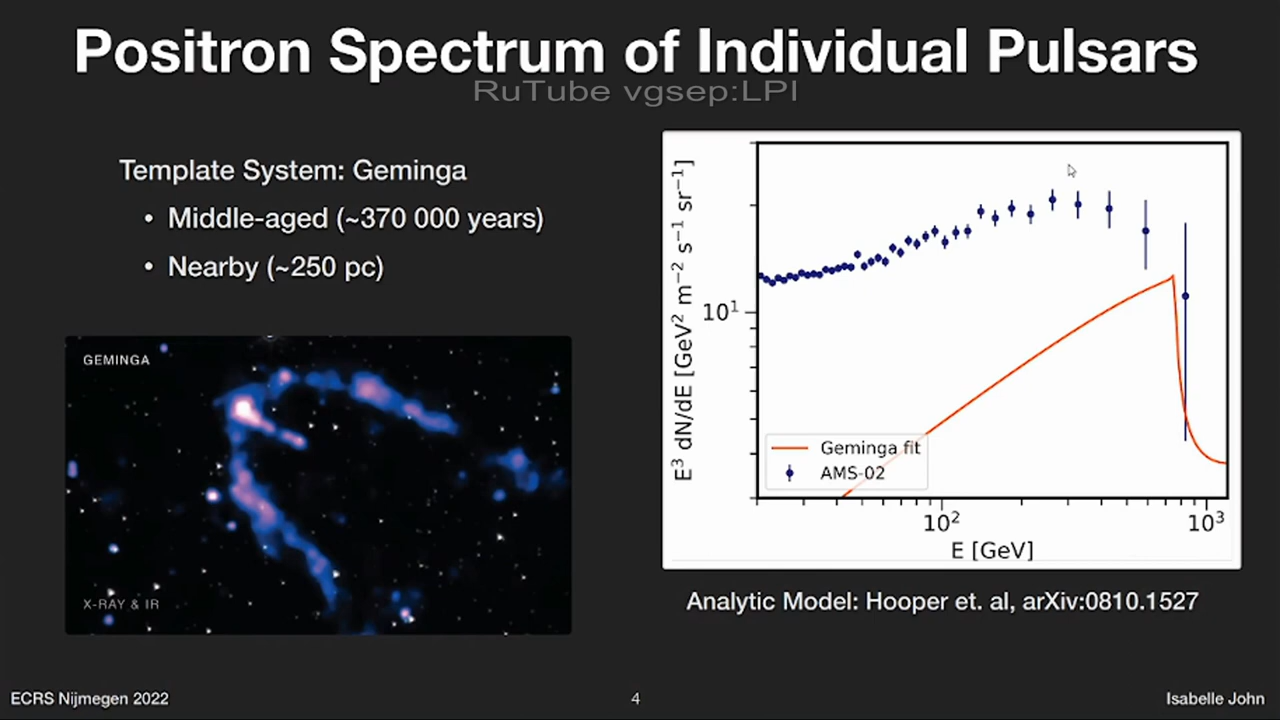 Positron Spectrum of Individual Pulsars
RuTube vgsep:LPI
Template System: Geminga
• Middle-aged (~370 000 years)
• Nearby (~250 pc)
GEMINGA
X-RAY & IR
E³ dN/dE [GeV² m⁻² s⁻¹ sr⁻¹]
10¹
Geminga fit
AMS-02
10² 10³
E [GeV]
Analytic Model: Hooper et. al, arXiv:0810.1527
ECRS Nijmegen 2022
4
Isabelle John